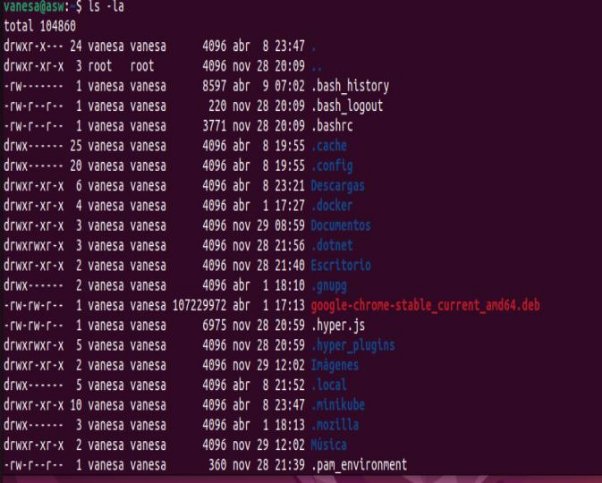 vanesa@asw:~$ ls -la
total 104860
drwxr-x--- 24 vanesa vanesa      4096 abr  8 23:47 .
drwxr-xr-x  3 root   root        4096 nov 28 20:09 ..
-rw-------  1 vanesa vanesa      8597 abr  9 07:02 .bash_history
-rw-r--r--  1 vanesa vanesa       220 nov 28 20:09 .bash_logout
-rw-r--r--  1 vanesa vanesa      3771 nov 28 20:09 .bashrc
drwx------ 25 vanesa vanesa      4096 abr  8 19:55 .cache
drwx------ 20 vanesa vanesa      4096 abr  8 19:55 .config
drwxr-xr-x  6 vanesa vanesa      4096 abr  8 23:21 Descargas
drwxr-xr-x  4 vanesa vanesa      4096 abr  1 17:27 .docker
drwxr-xr-x  3 vanesa vanesa      4096 nov 29 08:59 Documentos
drwxrwxr-x  3 vanesa vanesa      4096 nov 28 21:56 .dotnet
drwxr-xr-x  2 vanesa vanesa      4096 nov 28 21:40 Escritorio
drwx------  2 vanesa vanesa      4096 abr  1 18:10 .gnupg
-rw-rw-r--  1 vanesa vanesa 107229972 abr  1 17:13 google-chrome-stable_current_amd64.deb
-rw-rw-r--  1 vanesa vanesa      6975 nov 28 20:59 .hyper.js
drwxrwxr-x  5 vanesa vanesa      4096 nov 28 20:59 .hyper_plugins
drwxr-xr-x  2 vanesa vanesa      4096 nov 29 12:02 Imágenes
drwx------  5 vanesa vanesa      4096 abr  8 21:52 .local
drwxr-xr-x 10 vanesa vanesa      4096 abr  8 23:47 .minikube
drwx------  3 vanesa vanesa      4096 abr  1 18:13 .mozilla
drwxr-xr-x  2 vanesa vanesa      4096 nov 29 12:02 Música
-rw-r--r--  1 vanesa vanesa       360 nov 28 21:39 .pam_environment